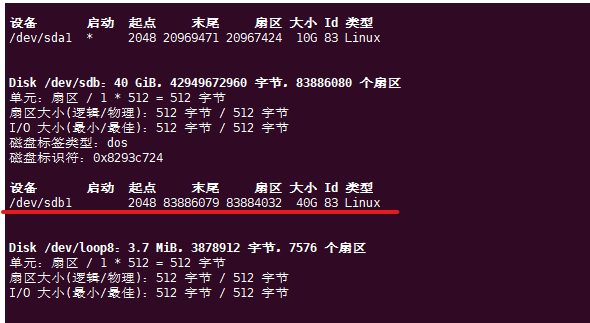 设备 启动 起点 末尾 扇区 大小 Id 类型
/dev/sda1 * 2048 20969471 20967424 10G 83 Linux
Disk /dev/sdb：40 GiB，42949672960 字节，83886080 个扇区
单元：扇区 / 1 * 512 = 512 字节
扇区大小(逻辑/物理)：512 字节 / 512 字节
I/O 大小(最小/最佳)：512 字节 / 512 字节
磁盘标签类型：dos
磁盘标识符：0x8293c724
设备 启动 起点 末尾 扇区 大小 Id 类型
/dev/sdb1 2048 83886079 83884032 40G 83 Linux
Disk /dev/loop8：3.7 MiB，3878912 字节，7576 个扇区
单元：扇区 / 1 * 512 = 512 字节
扇区大小(逻辑/物理)：512 字节 / 512 字节
I/O 大小(最小/最佳)：512 字节 / 512 字节